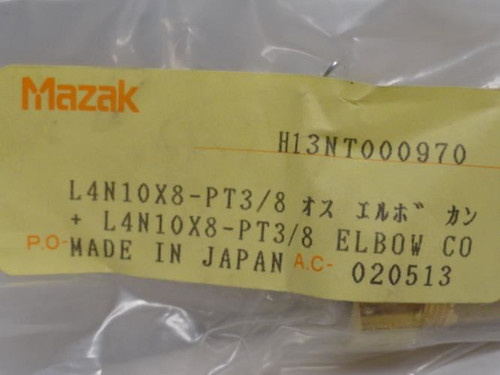 Mazak
H13NT000970
L4N10X8-PT3/8 ｵｽ ｴﾙﾎﾞ ｶﾝ
+ L4N10X8-PT3/8 ELBOW CO
P.O- MADE IN JAPAN A.C- 020513